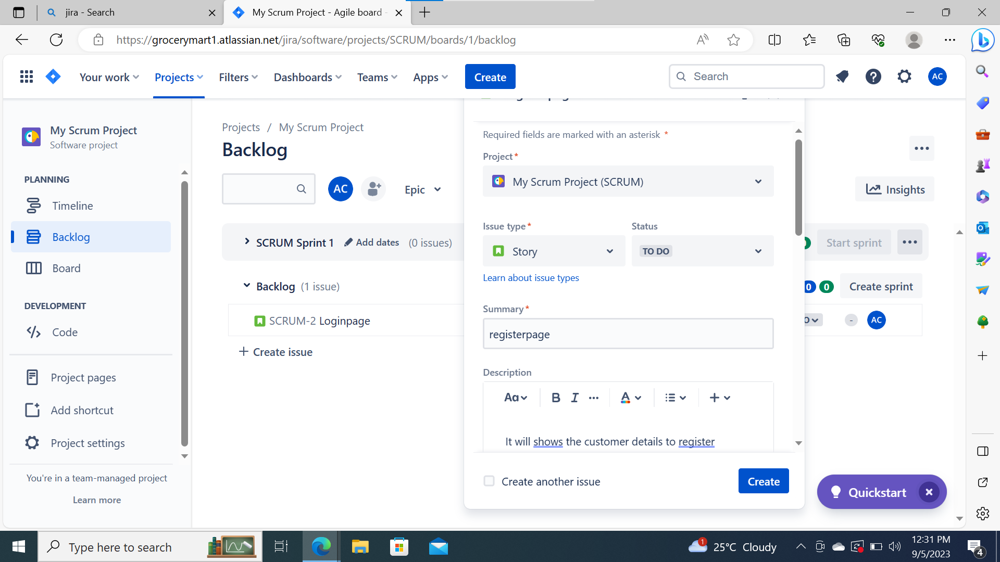 jira - Search
My Scrum Project - Agile board -
https://grocerymart1.atlassian.net/jira/software/projects/SCRUM/boards/1/backlog
Your work
Projects
Filters
Dashboards
Teams
Apps
Create
Search
AC
My Scrum Project
Software project
PLANNING
Timeline
Backlog
Board
DEVELOPMENT
Code
Project pages
Add shortcut
Project settings
You're in a team-managed project
Learn more
Projects / My Scrum Project
Backlog
AC
Epic
Insights
SCRUM Sprint 1 Add dates (0 issues)
Start sprint
Backlog (1 issue)
0 0 Create sprint
SCRUM-2 Loginpage
O - AC
+ Create issue
Required fields are marked with an asterisk *
Project *
My Scrum Project (SCRUM)
Issue type * Status
Story TO DO
Learn about issue types
Summary *
registerpage
Description
Aa B I ... A
It will shows the customer details to register
Create another issue
Create
Quickstart
Type here to search
1
25°C Cloudy
12:31 PM
9/5/2023
4